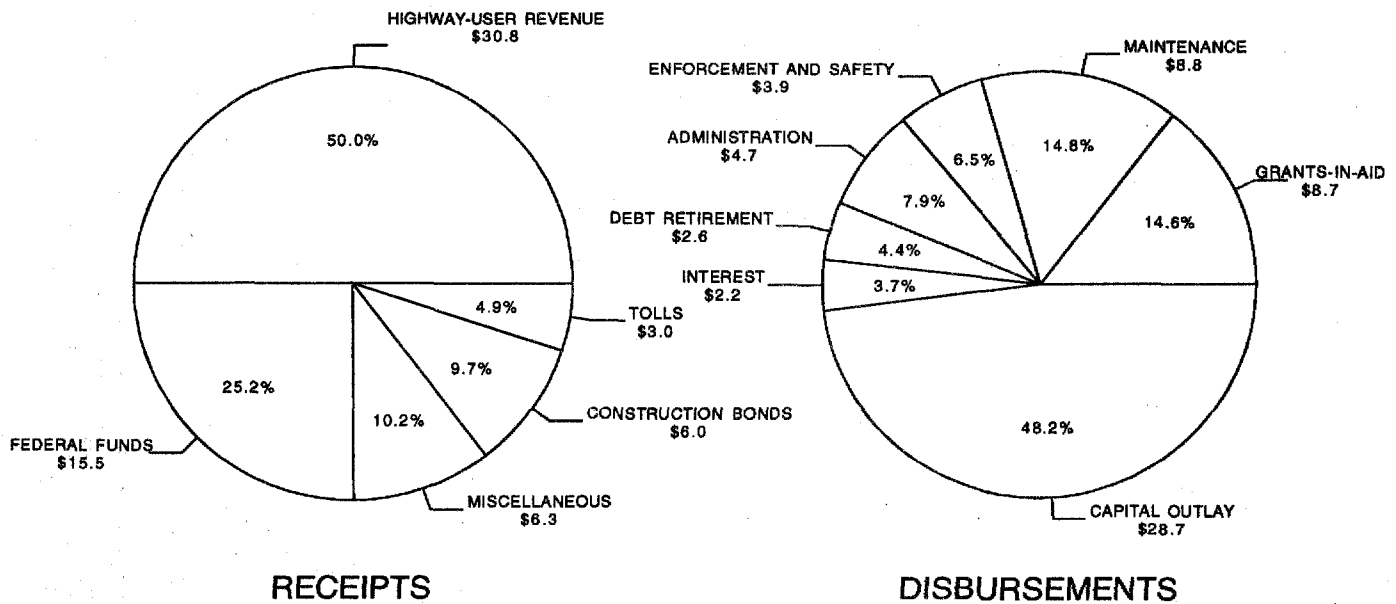 HIGHWAY-USER REVENUE
$30.8
50.0%
4.9%
TOLLS
$3.0
9.7%
CONSTRUCTION BONDS
$6.0
10.2%
MISCELLANEOUS
$6.3
25.2%
FEDERAL FUNDS
$15.5
RECEIPTS
MAINTENANCE
$8.8
14.8%
ENFORCEMENT AND SAFETY
$3.9
6.5%
ADMINISTRATION
$4.7
7.9%
DEBT RETIREMENT
$2.6
4.4%
INTEREST
$2.2
3.7%
GRANTS-IN-AID
$8.7
14.6%
48.2%
CAPITAL OUTLAY
$28.7
DISBURSEMENTS